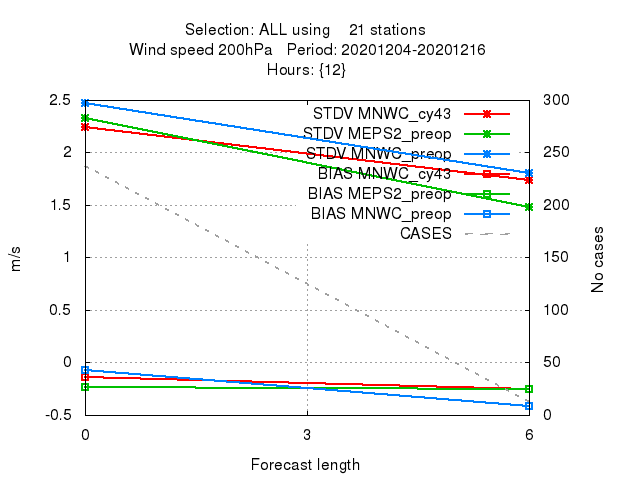 Selection: ALL using 21 stations
Wind speed 200hPa Period: 20201204-20201216
Hours: {12}
2.5
2
1.5
1
0.5
0
-0.5
300
250
200
150
100
50
0
STDV MNWC_cy43
STDV MEPS2_preop
STDV MNWC_preop
BIAS MNWC_cy43
BIAS MEPS2_preop
BIAS MNWC_preop
CASES
m/s
No cases
0 3 6
Forecast length